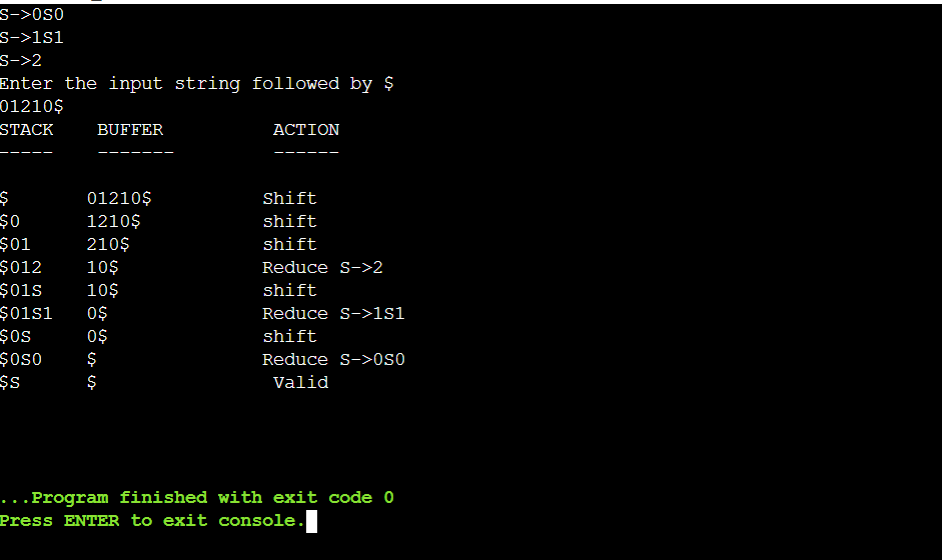 S->0S0
S->1S1
S->2
Enter the input string followed by $
01210$
STACK    BUFFER          ACTION
-----    -------         ------
$       01210$          Shift
$0      1210$           shift
$01     210$            shift
$012    10$             Reduce S->2
$01S    10$             shift
$01S1   0$              Reduce S->1S1
$0S     0$              shift
$0S0    $               Reduce S->0S0
$S      $                Valid
...Program finished with exit code 0
Press ENTER to exit console.